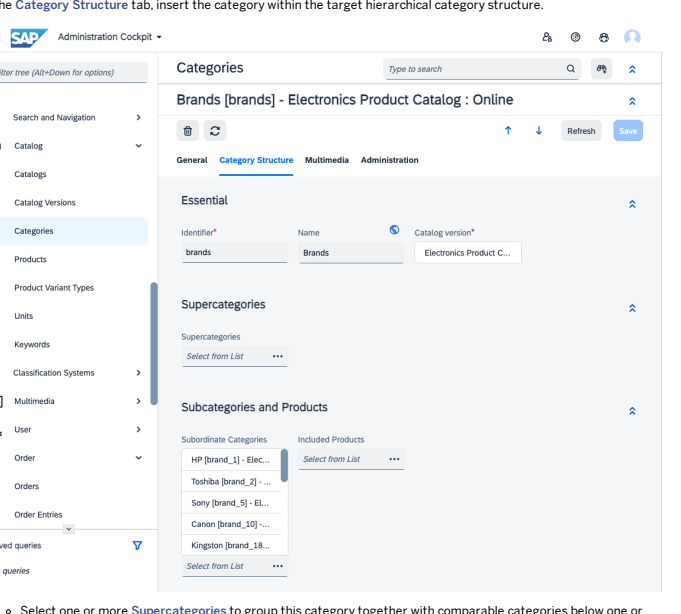 he Category Structure tab, insert the category within the target hierarchical category structure.
SAP Administration Cockpit
lter tree (Alt+Down for options)
Categories
Type to search
Brands [brands] - Electronics Product Catalog : Online
Search and Navigation
Refresh
Save
Catalog
General Category Structure Multimedia Administration
Catalogs
Essential
Catalog Versions
Identifier*
Name
Catalog version*
Categories
brands
Brands
Electronics Product C...
Products
Product Variant Types
Supercategories
Units
Supercategories
Keywords
Select from List ...
Classification Systems
Multimedia
Subcategories and Products
User
Subordinate Categories
Included Products
Order
HP [brand_1] - Elec...
Select from List ...
Toshiba [brand_2] - ...
Orders
Sony [brand_5] - El...
Order Entries
Canon [brand_10] -...
ved queries
Kingston [brand_18...
queries
Select from List ...
Select one or more Supercategories to group this category together with comparable categories below one or